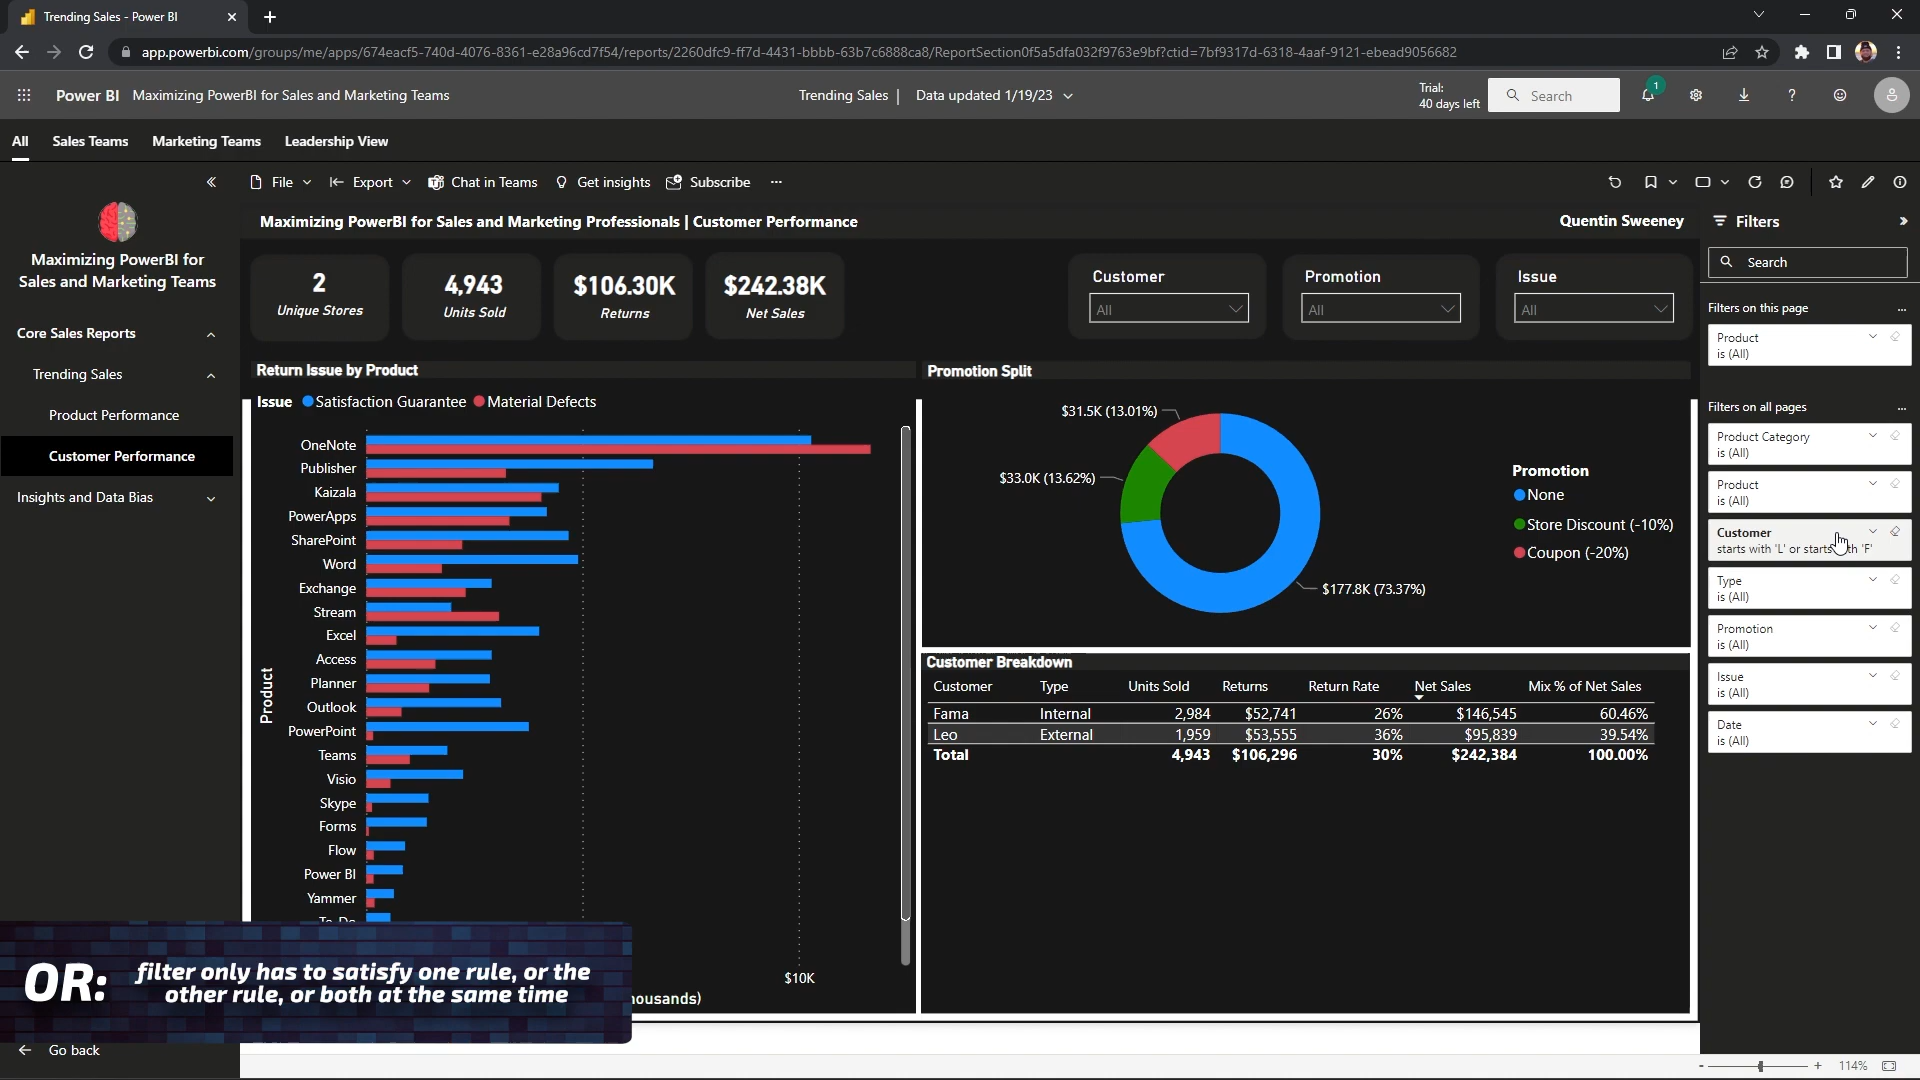 Trending Sales - Power BI
app.powerbi.com/groups/me/apps/674eacf5-740d-4076-8361-e28a96cd7f54/reports/2260dfc9-ff7d-4431-bbbb-63b7c6888ca8/ReportSection0f5a5dfa032f9763e9bf?ctid=7bf9317d-6318-4aaf-9121-ebead9056682
Power BI Maximizing PowerBI for Sales and Marketing Teams
Trending Sales | Data updated 1/19/23
Trial:
40 days left
Search
1
?
All Sales Teams Marketing Teams Leadership View
File Export Chat in Teams Get insights Subscribe ...
Maximizing PowerBI for
Sales and Marketing Teams
Core Sales Reports
Trending Sales
Product Performance
Customer Performance
Insights and Data Bias
Go back
Maximizing PowerBI for Sales and Marketing Professionals | Customer Performance
Quentin Sweeney
2
Unique Stores
4,943
Units Sold
$106.30K
Returns
$242.38K
Net Sales
Customer
All
Promotion
All
Issue
All
Return Issue by Product
Issue Satisfaction Guarantee Material Defects
Product
OneNote
Publisher
Kaizala
PowerApps
SharePoint
Word
Exchange
Stream
Excel
Access
Planner
Outlook
PowerPoint
Teams
Visio
Skype
Forms
Flow
Power BI
Yammer
To-Do
$10K
housands)
OR: filter only has to satisfy one rule, or the
other rule, or both at the same time
Promotion Split
$31.5K (13.01%)
$33.0K (13.62%)
$177.8K (73.37%)
Promotion
None
Store Discount (-10%)
Coupon (-20%)
Customer Breakdown
Customer Type Units Sold Returns Return Rate Net Sales Mix % of Net Sales
Fama Internal 2,984 $52,741 26% $146,545 60.46%
Leo External 1,959 $53,555 36% $95,839 39.54%
Total 4,943 $106,296 30% $242,384 100.00%
Filters
Search
Filters on this page ...
Product
is (All)
Filters on all pages ...
Product Category
is (All)
Product
is (All)
Customer
starts with 'L' or starts th 'F'
Type
is (All)
Promotion
is (All)
Issue
is (All)
Date
is (All)
- + 114%